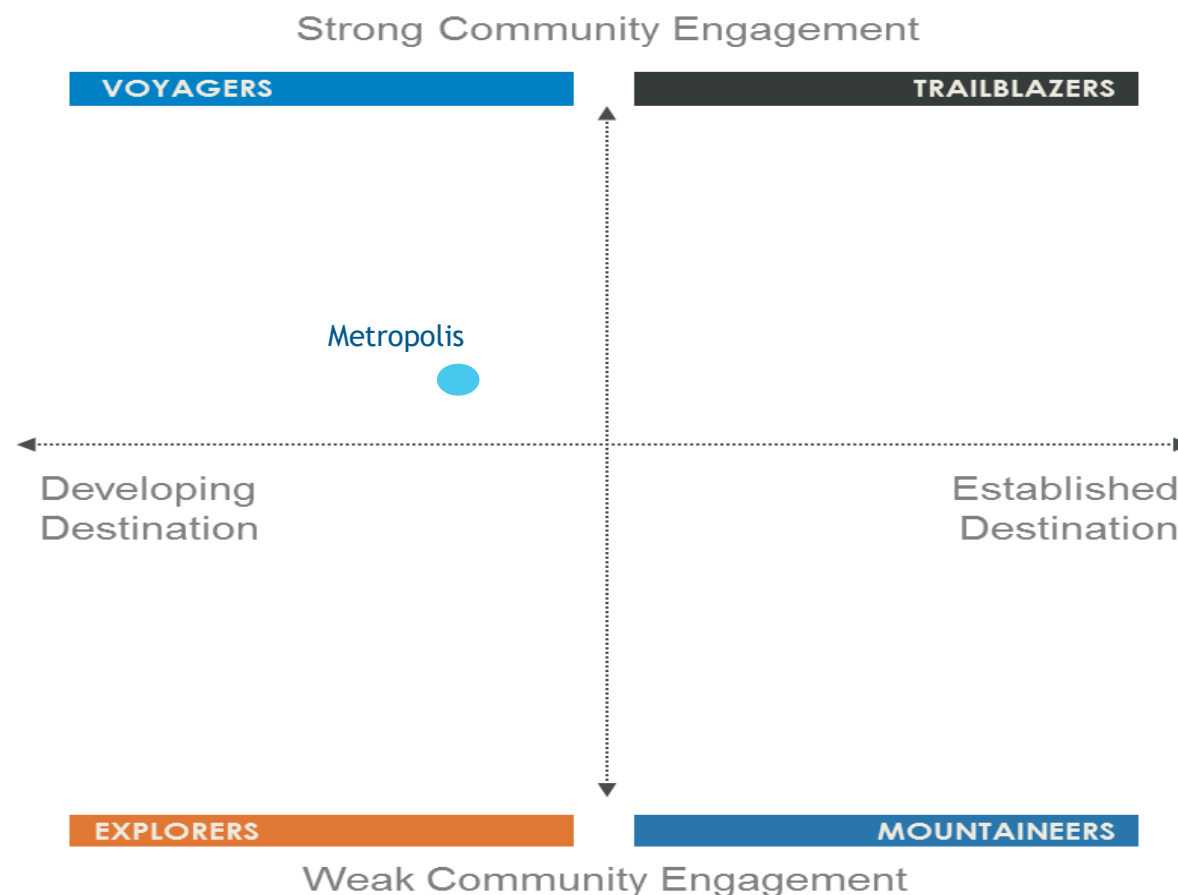 Strong Community Engagement
VOYAGERS
TRAILBLAZERS
Metropolis
Developing
Destination
Established
Destination
EXPLORERS
MOUNTAINEERS
Weak Community Engagement